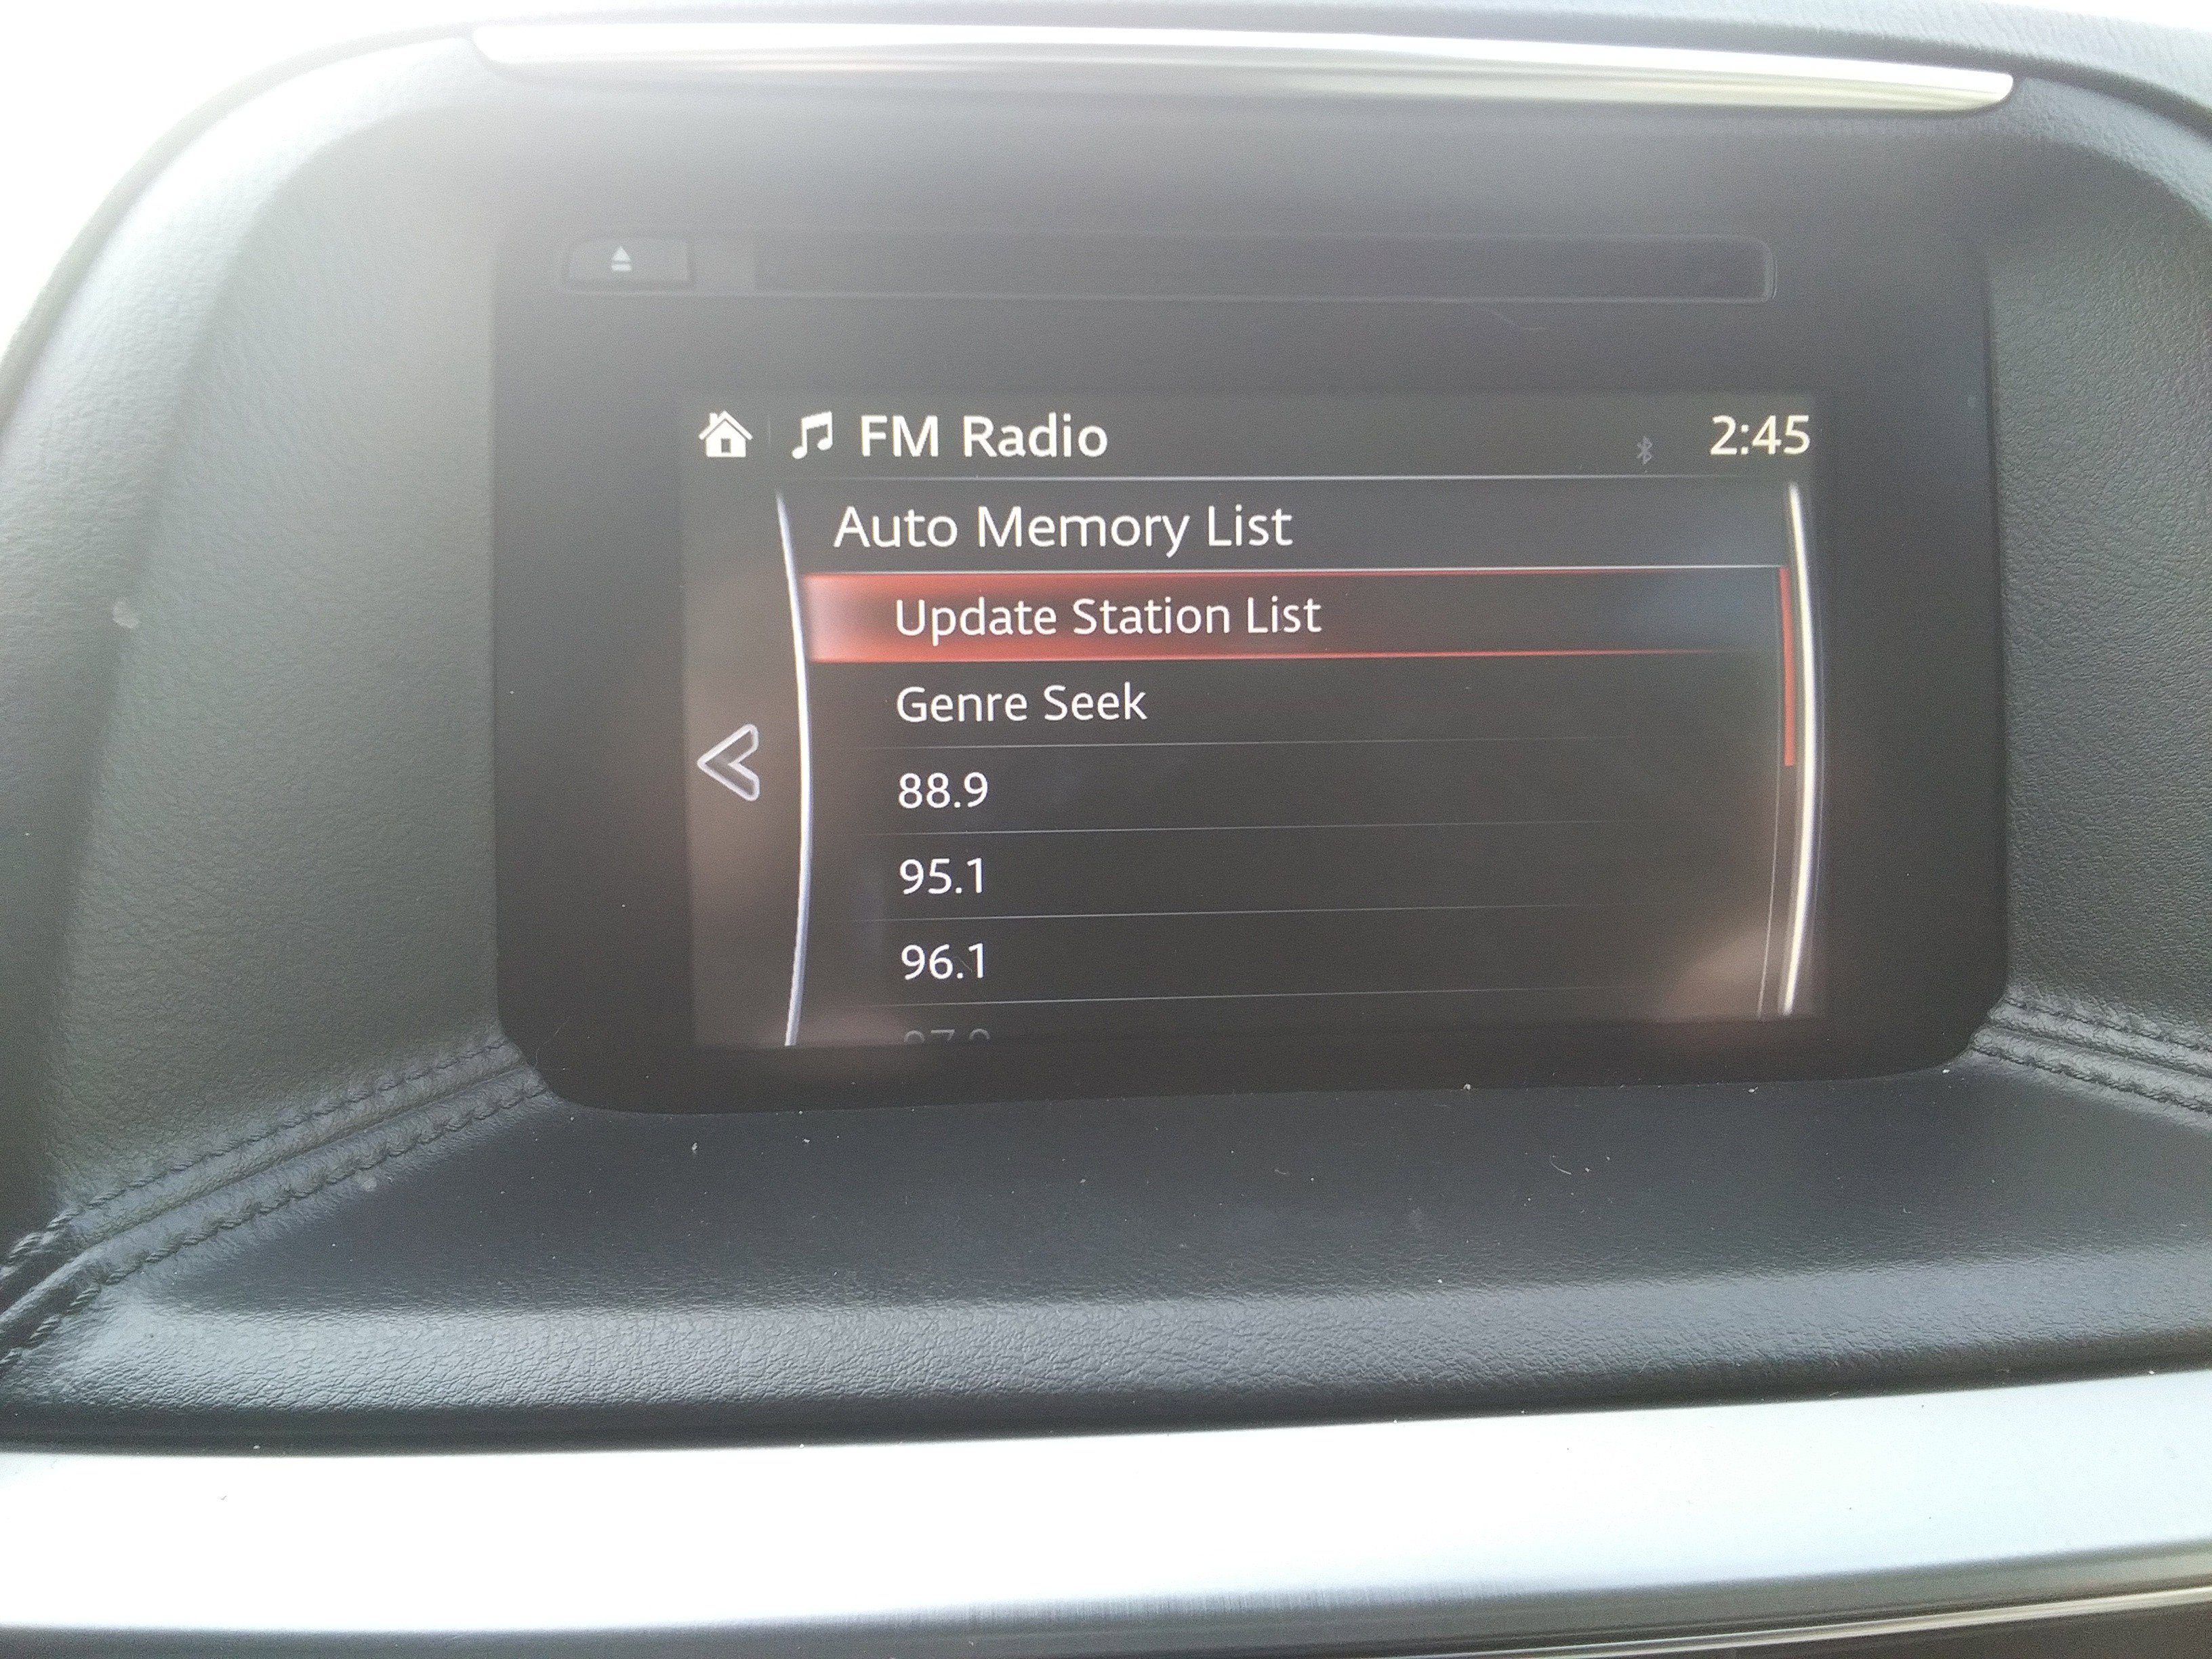 FM Radio
2:45
Auto Memory List
Update Station List
Genre Seek
88.9
95.1
96.1